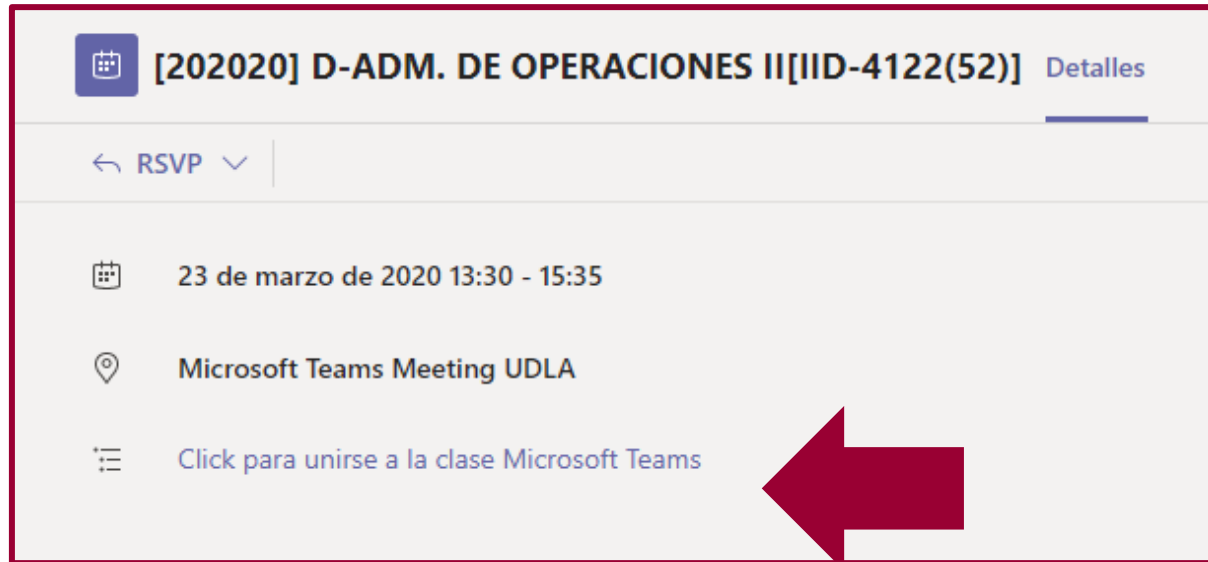 [202020] D-ADM. DE OPERACIONES II[IID-4122(52)] Detalles
RSVP
23 de marzo de 2020 13:30 - 15:35
Microsoft Teams Meeting UDLA
Click para unirse a la clase Microsoft Teams